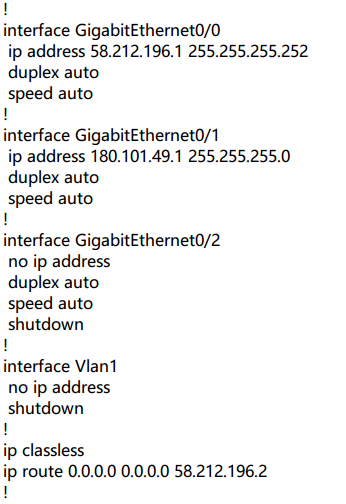 !
interface GigabitEthernet0/0
 ip address 58.212.196.1 255.255.255.252
 duplex auto
 speed auto
!
interface GigabitEthernet0/1
 ip address 180.101.49.1 255.255.255.0
 duplex auto
 speed auto
!
interface GigabitEthernet0/2
 no ip address
 duplex auto
 speed auto
 shutdown
!
interface Vlan1
 no ip address
 shutdown
!
ip classless
ip route 0.0.0.0 0.0.0.0 58.212.196.2
!